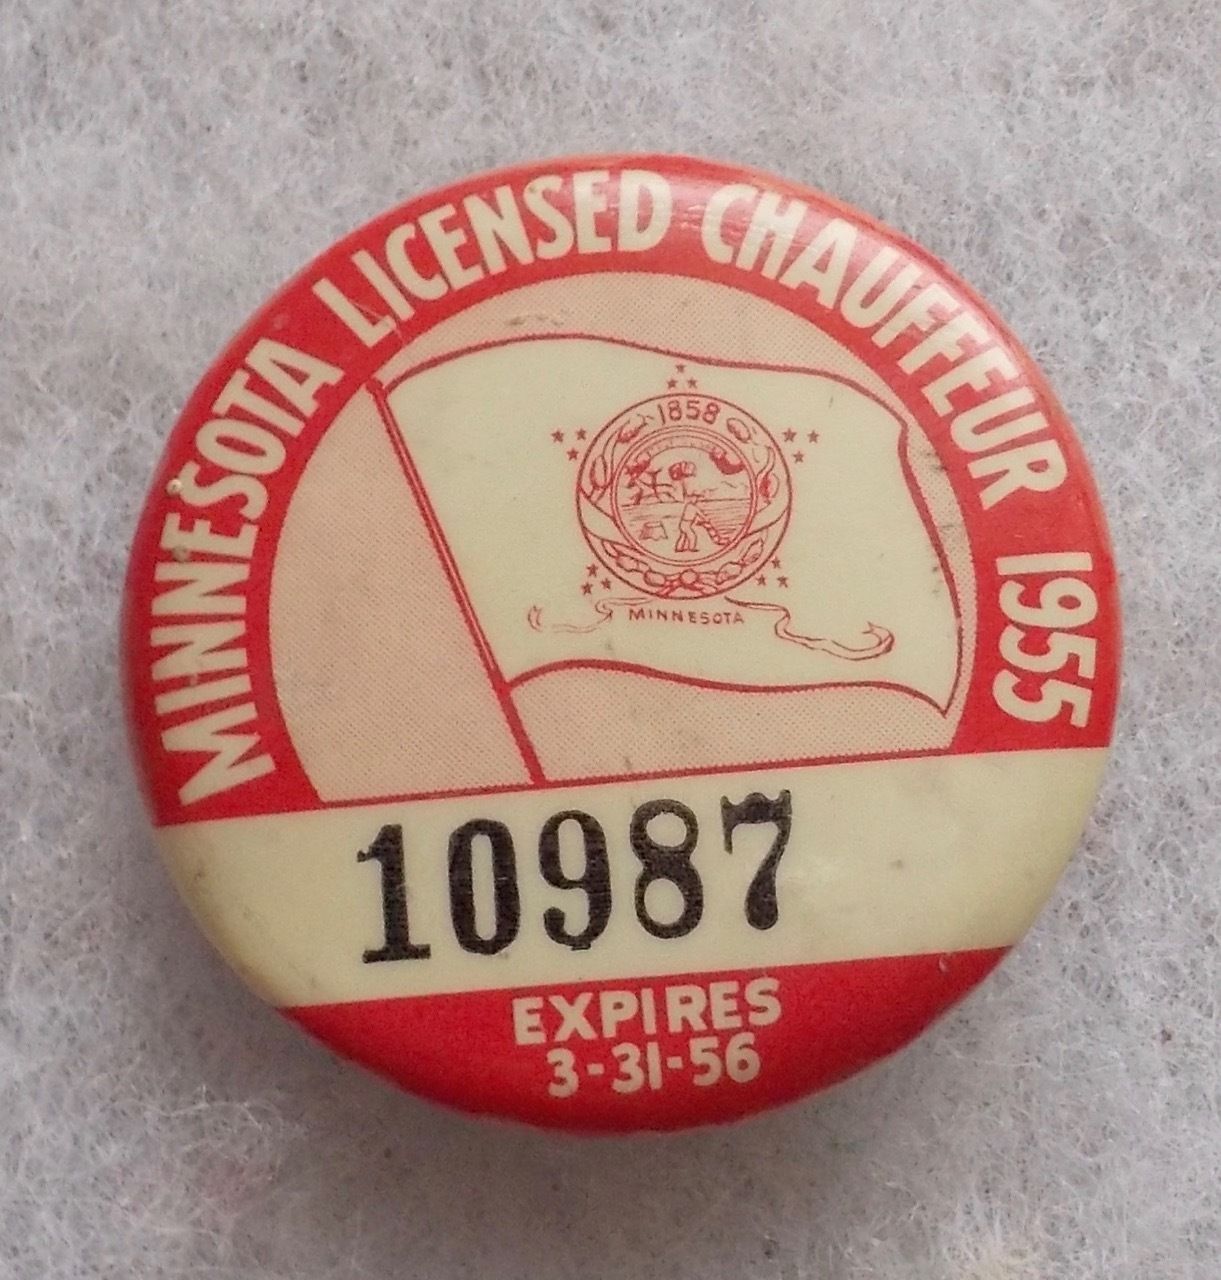 MINNESOTA LICENSED CHAUFFEUR 1955
1858
MINNESOTA
10987
EXPIRES
3-31-56